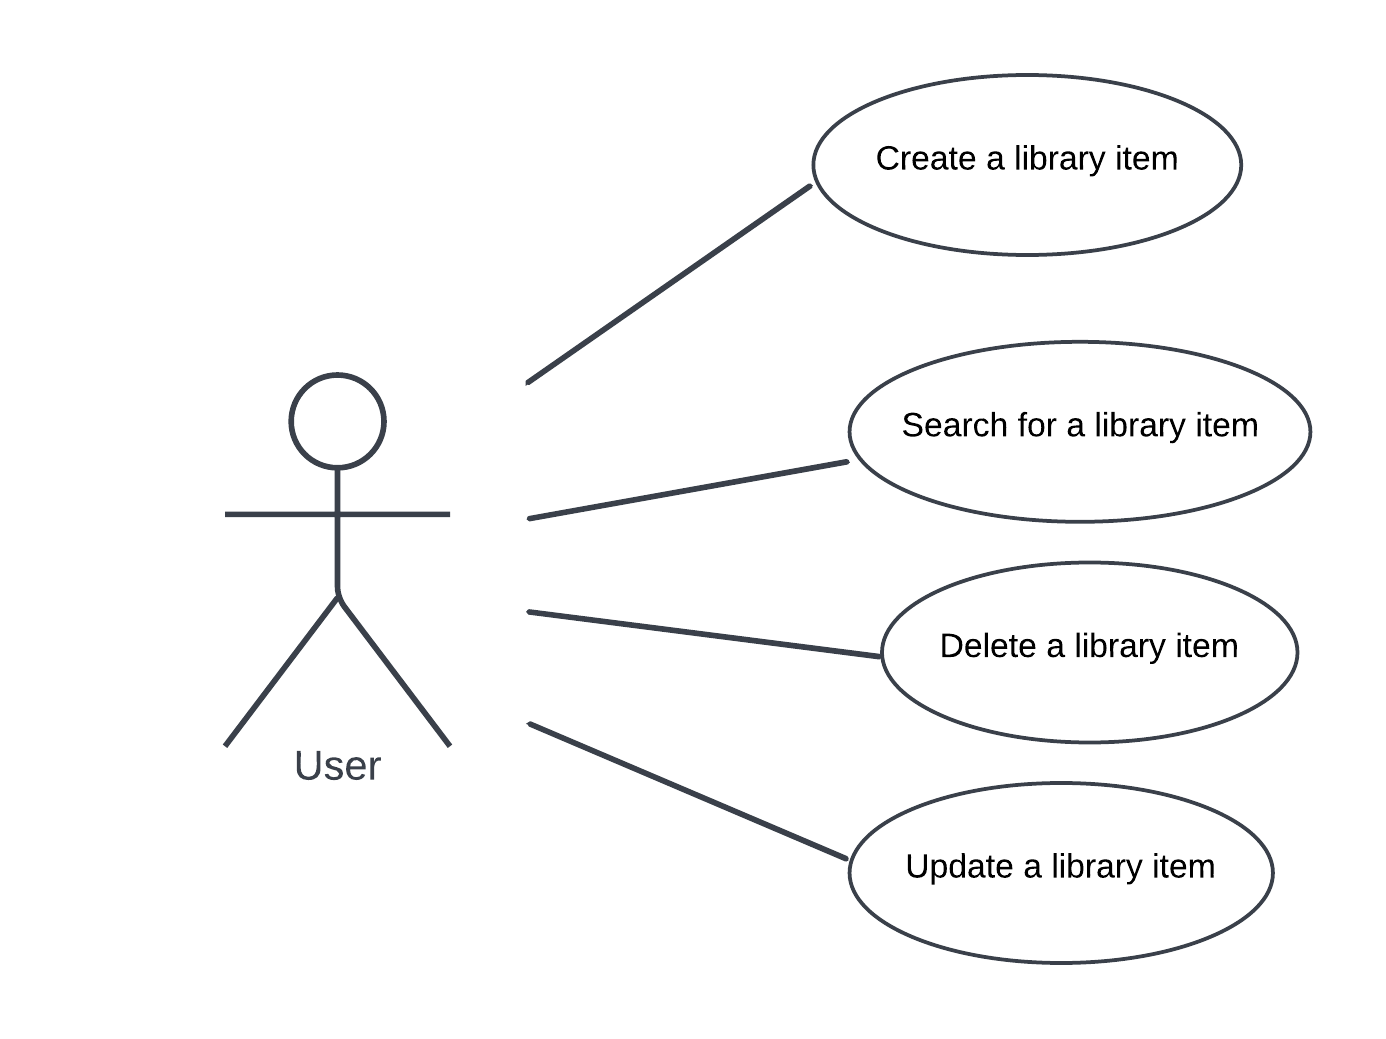 Create a library item
Search for a library item
Delete a library item
User
Update a library item